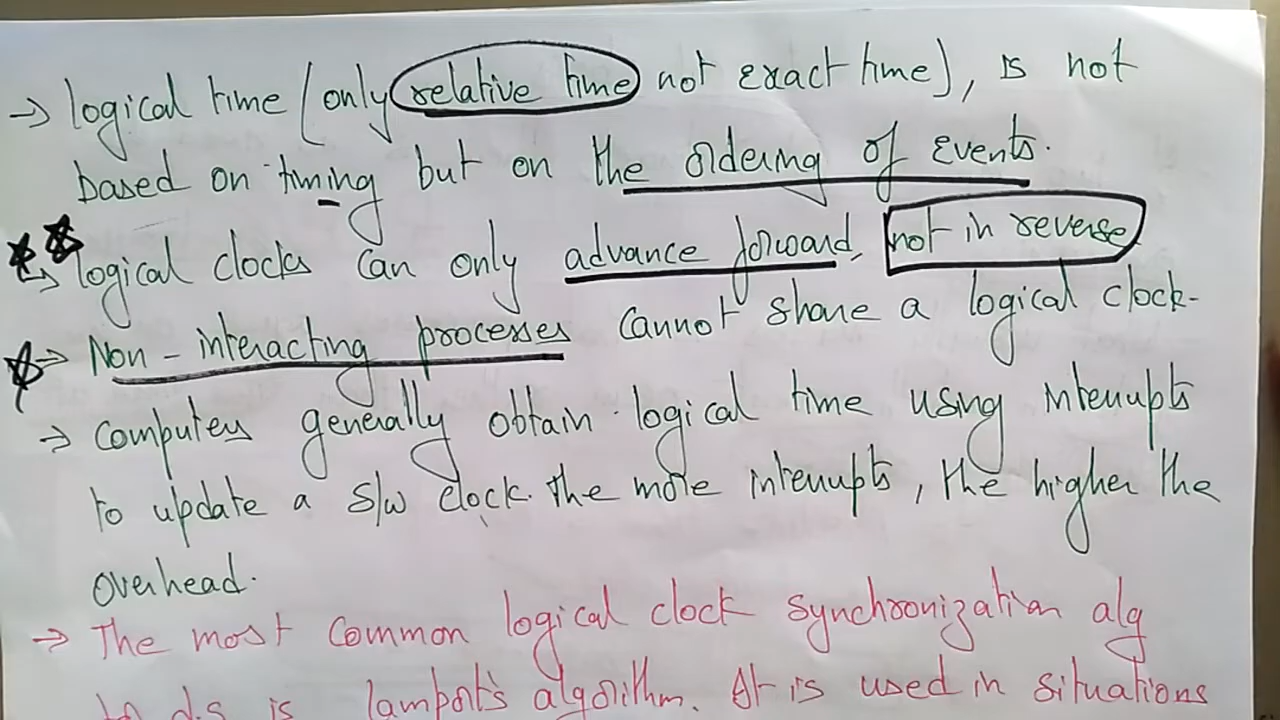 → logical time (only relative time not exact time), is not
based on timing but on the ordering of events.
→ logical clocks can only advance forward, not in reverse
→ Non-interacting processes cannot share a logical clock-
→ Computers generally obtain logical time using interrupts
to update a s/w clock. The more interrupts, the higher the
overhead.
→ The most common logical clock synchronization alg
d.s is lamport's algorithm. It is used in situations